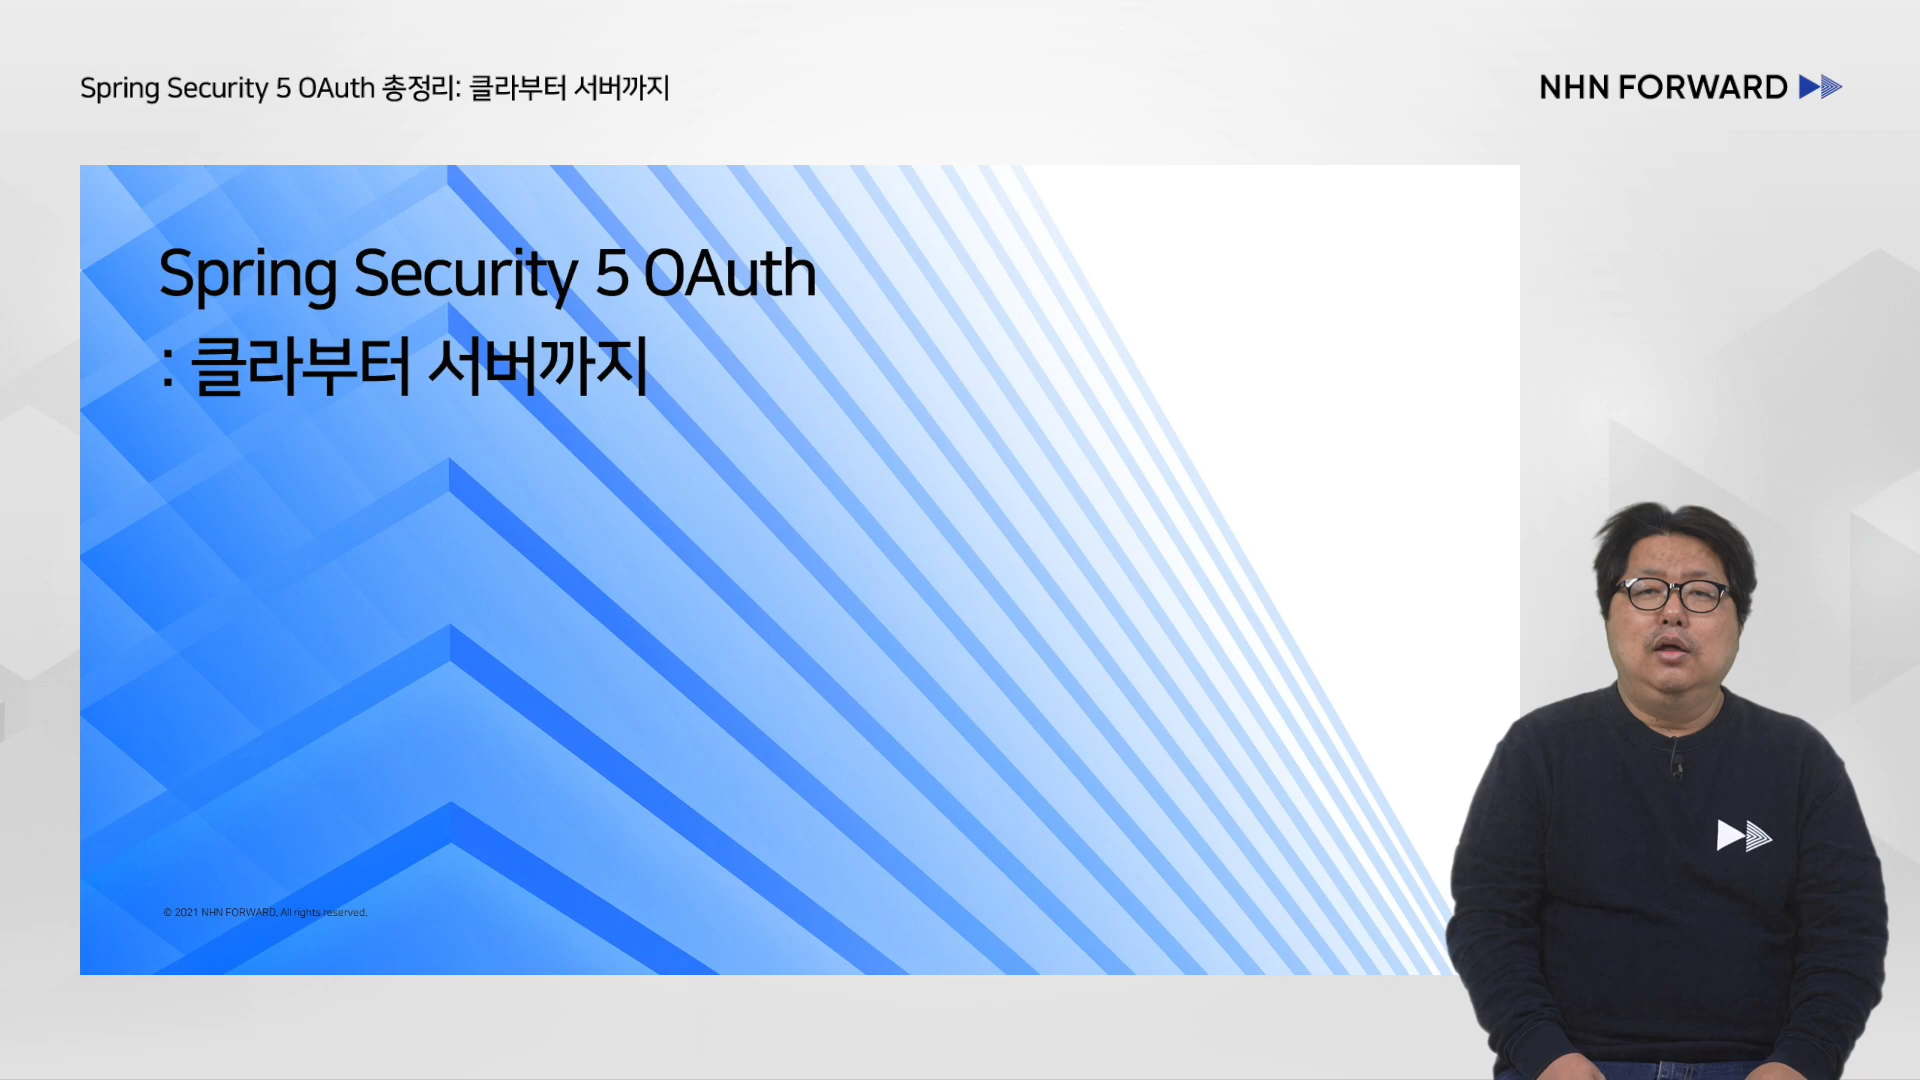 Spring Security 5 OAuth 총정리: 클라부터 서버까지
NHN FORWARD
Spring Security 5 OAuth
: 클라부터 서버까지
© 2021 NHN FORWARD, All rights reserved.